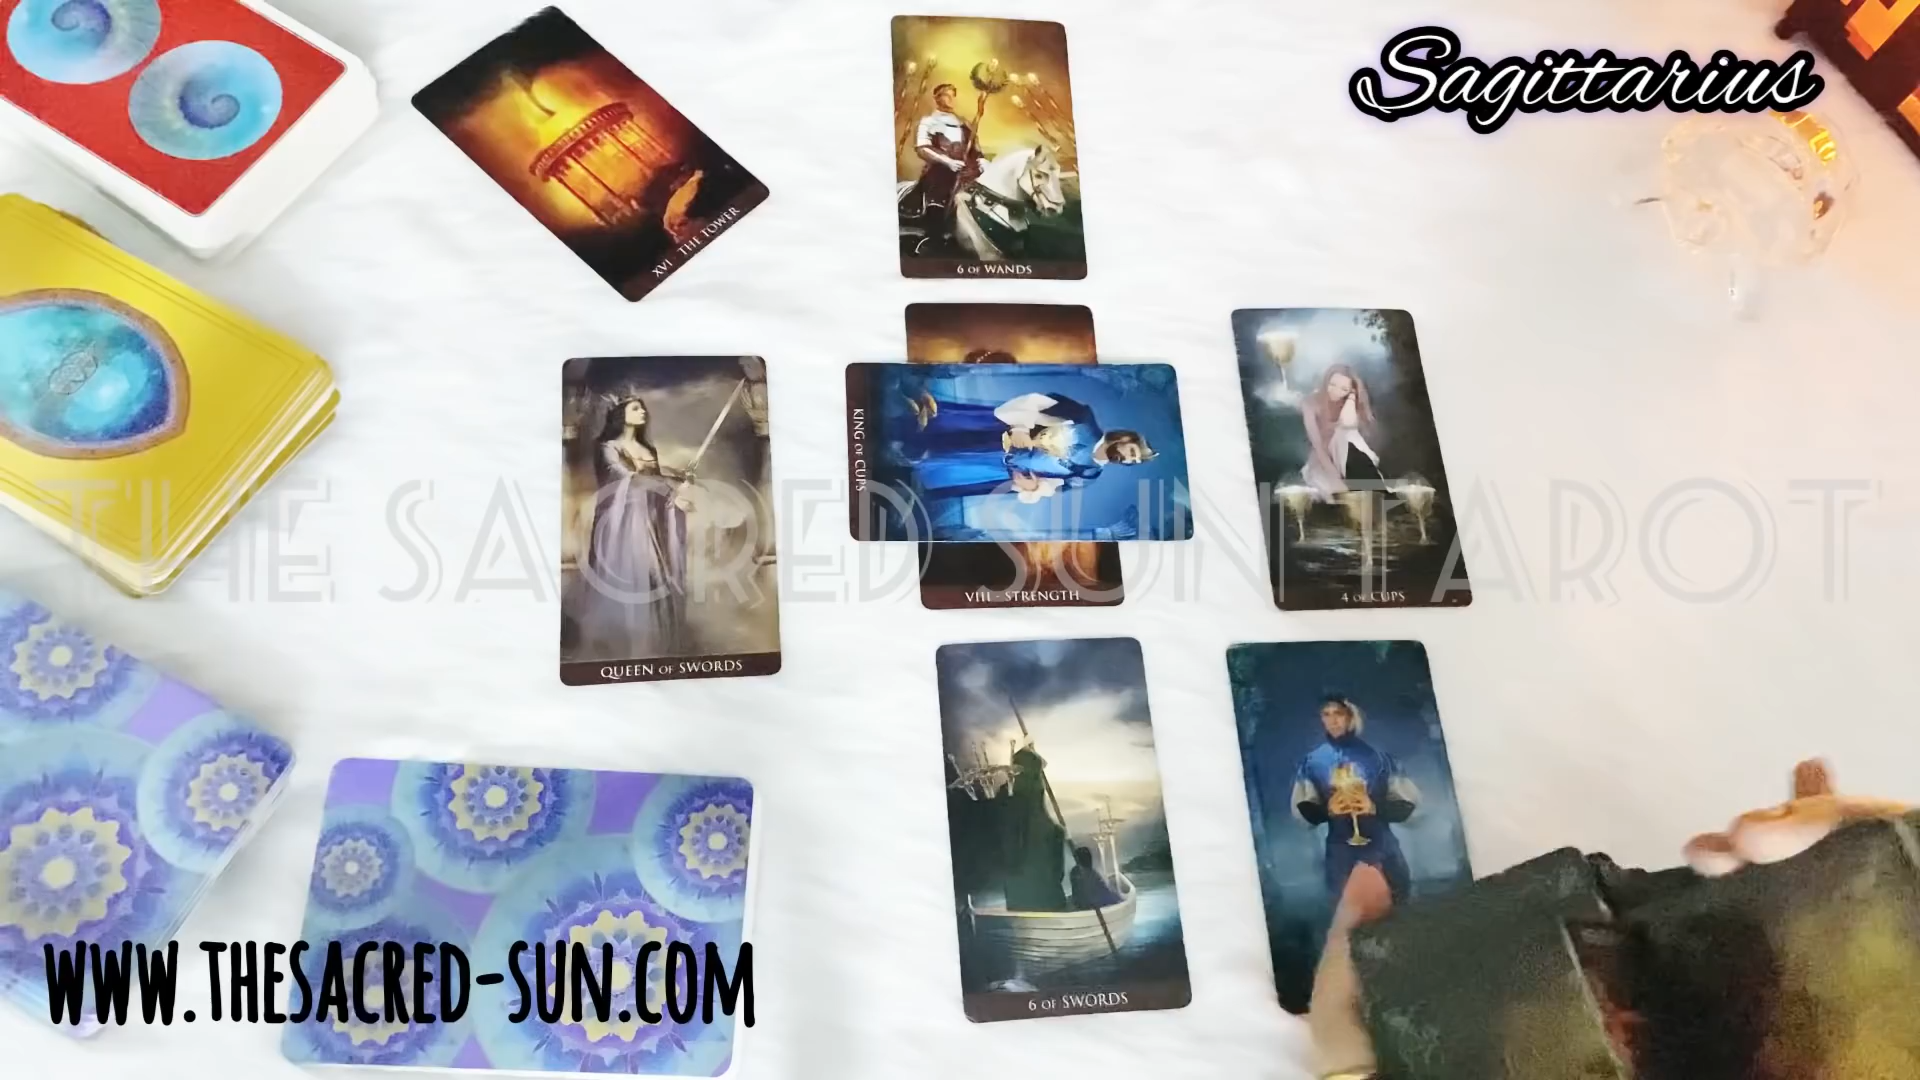 Sagittarius
XVI - THE TOWER
6 OF WANDS
QUEEN OF SWORDS
KING OF CUPS
VIII - STRENGTH
4 OF CUPS
THE SACRED SUN TAROT
6 OF SWORDS
WWW.THESACRED-SUN.COM